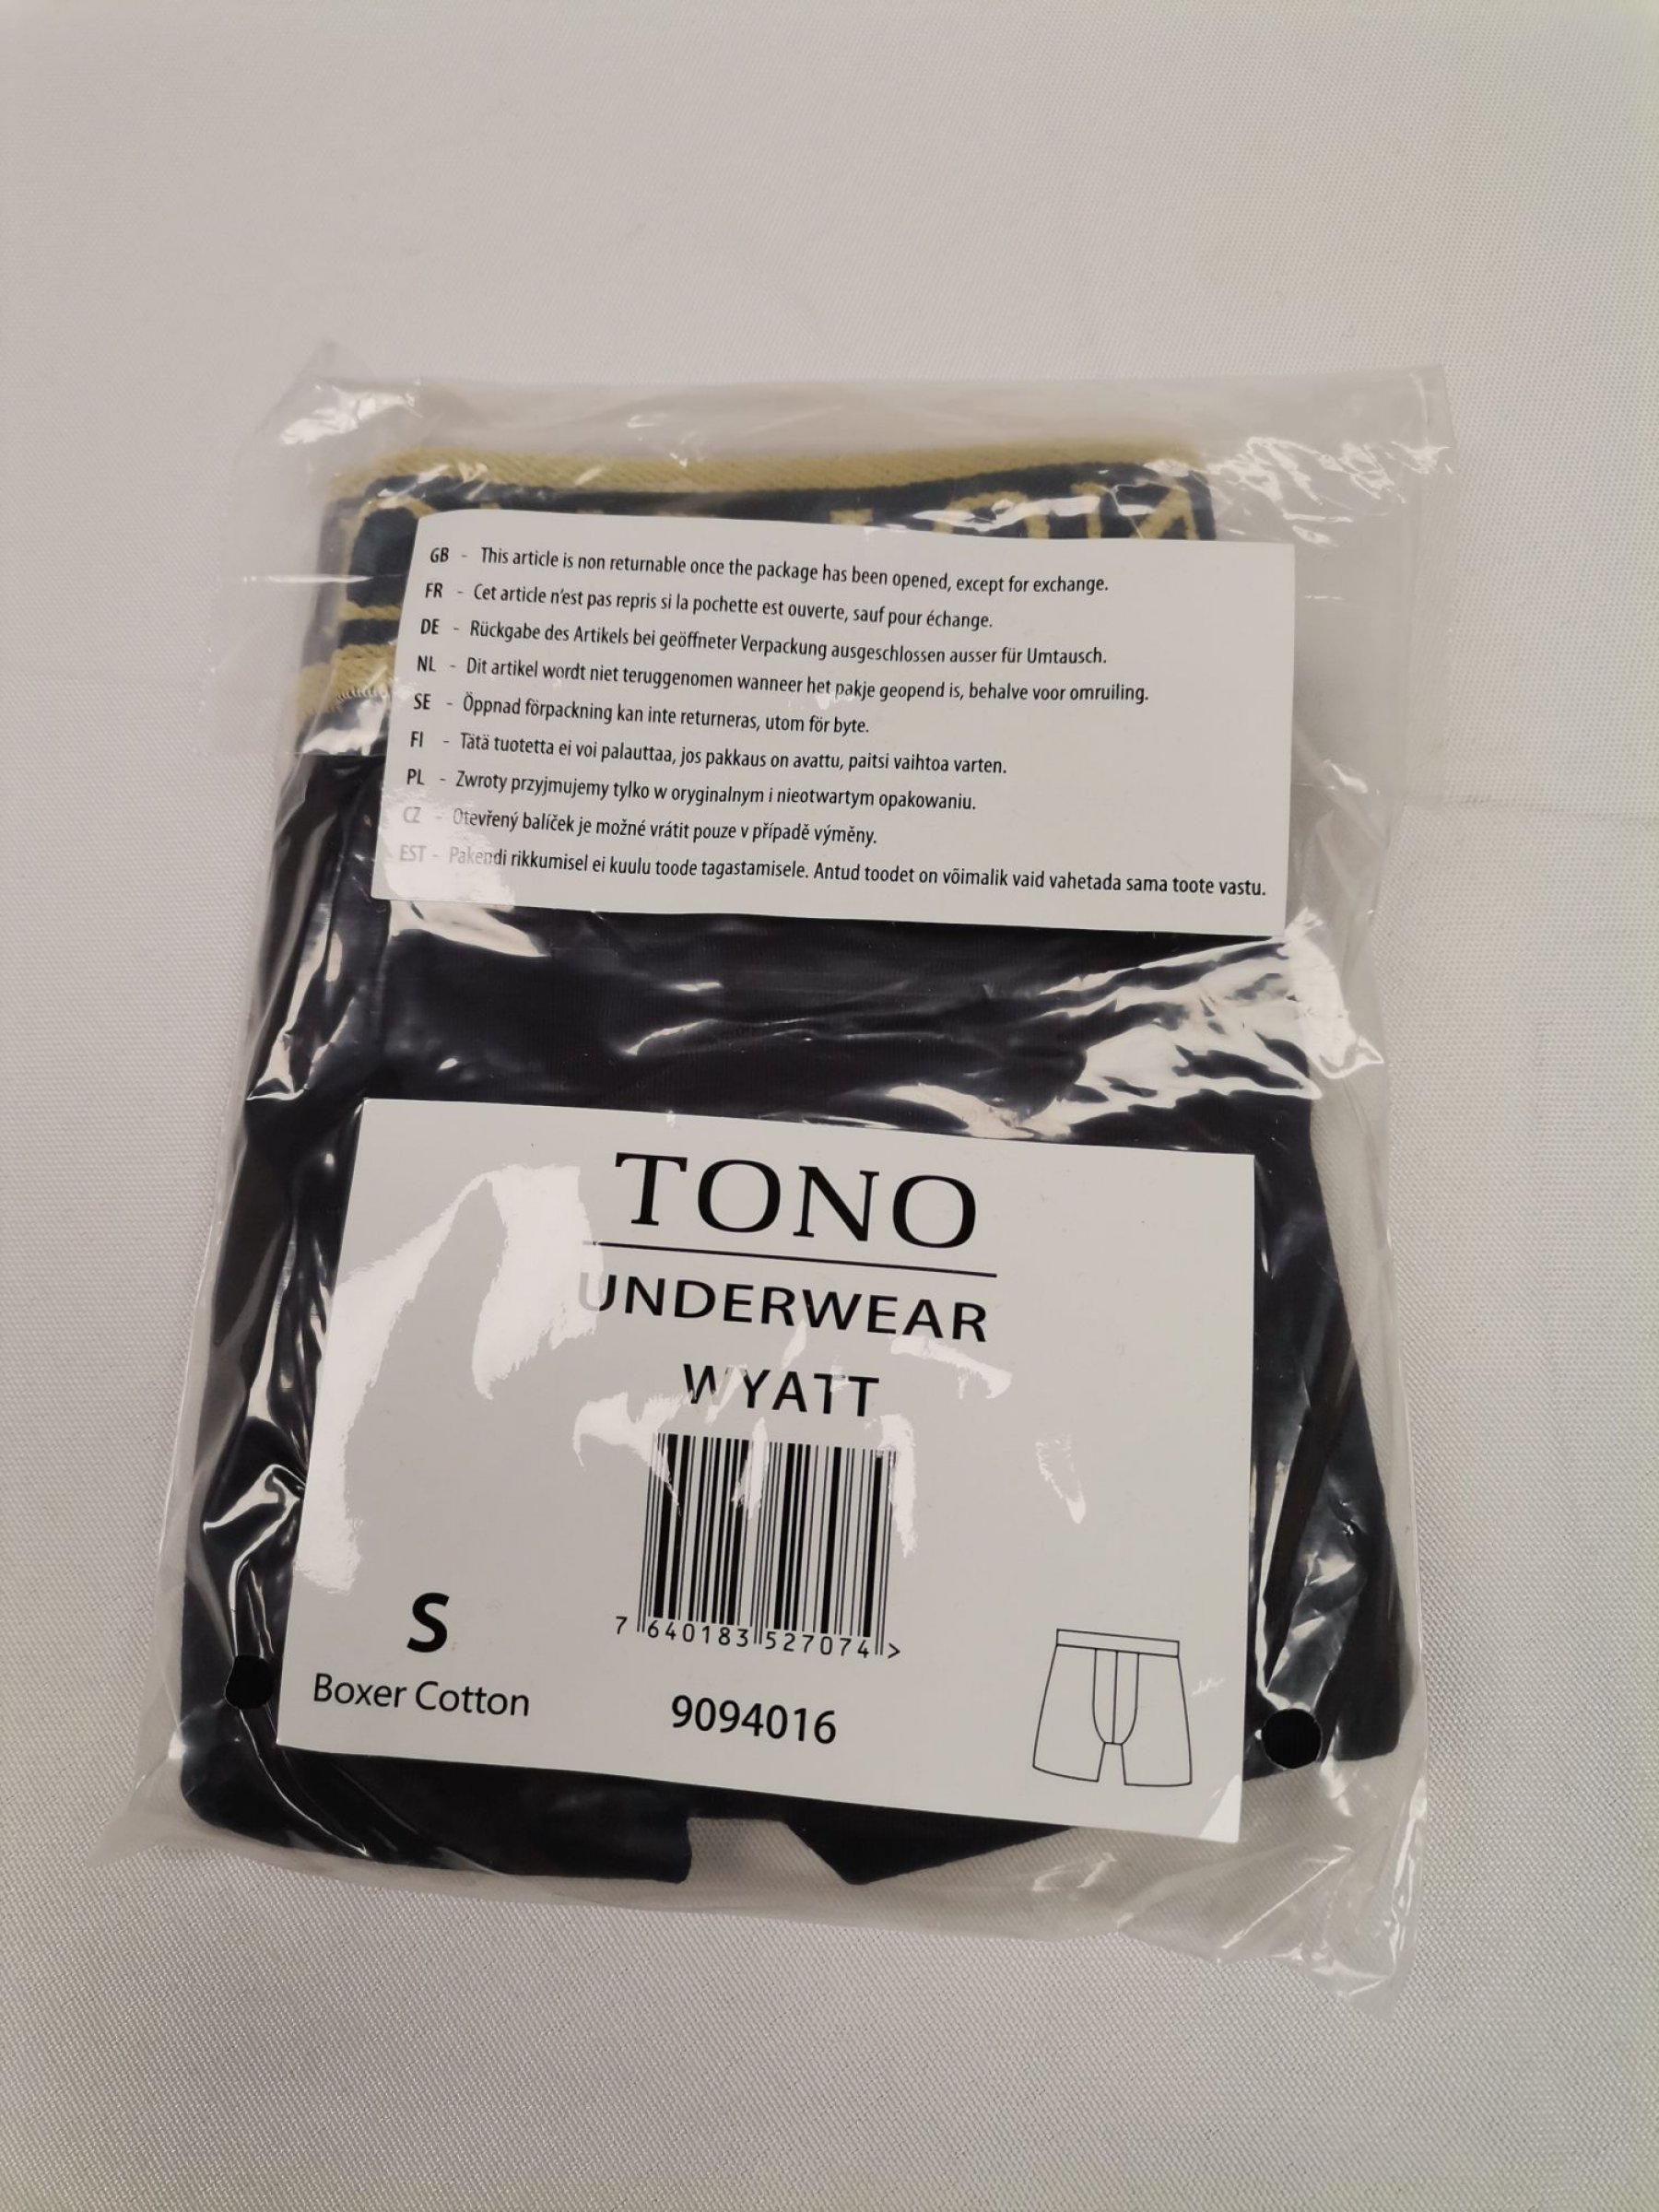 GB - This article is non returnable once the package has been opened, except for exchange.
FR - Cet article n'est pas repris si la pochette est ouverte, sauf pour échange.
DE - Rückgabe des Artikels bei geöffneter Verpackung ausgeschlossen ausser für Umtausch.
NL - Dit artikel wordt niet teruggenomen wanneer het pakje geopend is, behalve voor omruiling.
SE - Öppnad förpackning kan inte returneras, utom för byte.
FI - Tätä tuotetta ei voi palauttaa, jos pakkaus on avattu, paitsi vaihtoa varten.
PL - Zwroty przyjmujemy tylko w oryginalnym i nieotwartym opakowaniu.
CZ - Otevřený balíček je možné vrátit pouze v případě výměny.
EST - Pakendi rikkumisel ei kuulu toode tagastamisele. Antud toodet on võimalik vaid vahetada sama toote vastu.
TONO
UNDERWEAR
WYATT
7 640183 527074 >
S
Boxer Cotton
9094016